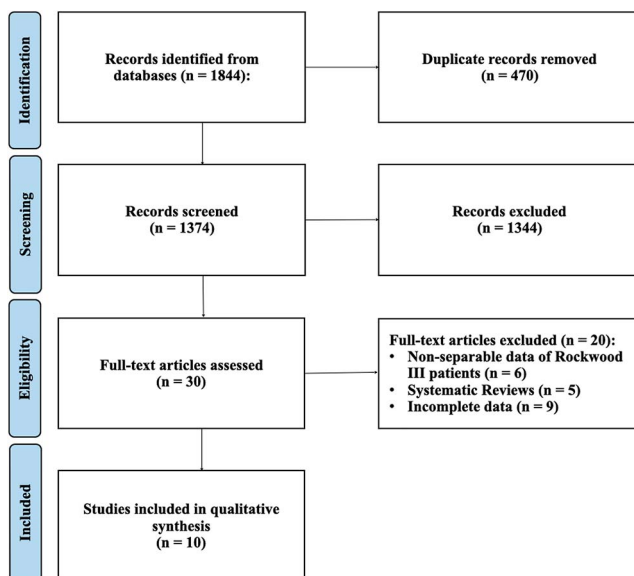 Identification
Records identified from
databases (n = 1844):
Duplicate records removed
(n = 470)
Screening
Records screened
(n = 1374)
Records excluded
(n = 1344)
Eligibility
Full-text articles assessed
(n = 30)
Full-text articles excluded (n = 20):
• Non-separable data of Rockwood
III patients (n = 6)
• Systematic Reviews (n = 5)
• Incomplete data (n = 9)
Included
Studies included in qualitative
synthesis
(n = 10)